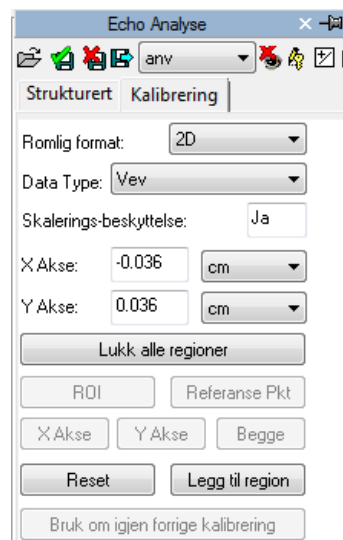 Echo Analyse
anv
Strukturert Kalibrering
Romlig format: 2D
Data Type: Vev
Skalerings-beskyttelse: Ja
X Akse: -0.036 cm
Y Akse: 0.036 cm
Lukk alle regioner
ROI Referanse Pkt
X Akse Y Akse Begge
Reset Legg til region
Bruk om igjen forrige kalibrering